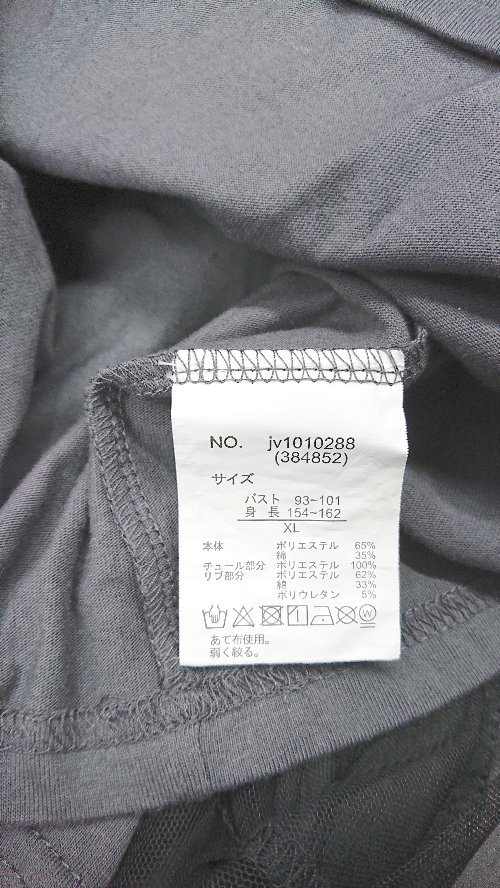 NO. jv1010288
(384852)
サイズ
バスト 93~101
身 長 154~162
XL
本体 ポリエステル 65%
綿 35%
チュール部分 ポリエステル 100%
リブ部分 ポリエステル 62%
綿 33%
ポリウレタン 5%
あて布使用。
弱く絞る。